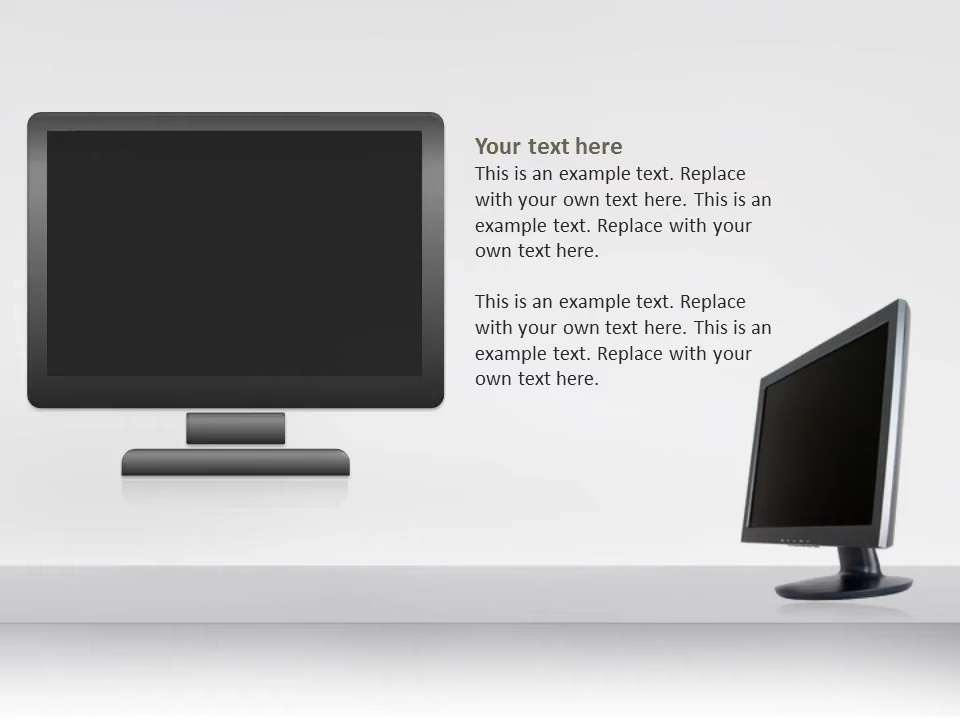 Your text here
This is an example text. Replace
with your own text here. This is an
example text. Replace with your
own text here.
This is an example text. Replace
with your own text here. This is an
example text. Replace with your
own text here.